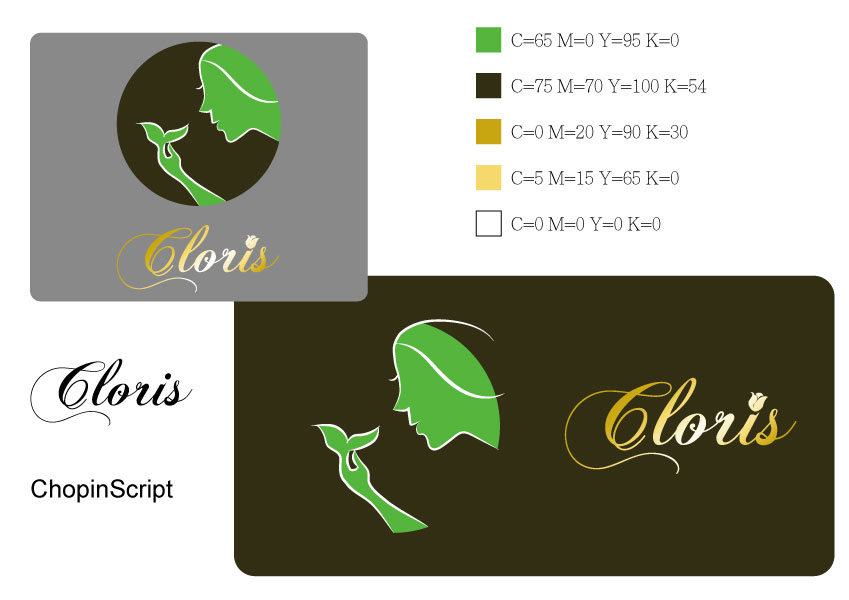 C=65 M=0 Y=95 K=0
C=75 M=70 Y=100 K=54
C=0 M=20 Y=90 K=30
C=5 M=15 Y=65 K=0
C=0 M=0 Y=0 K=0
Cloris
Cloris
Cloris
ChopinScript